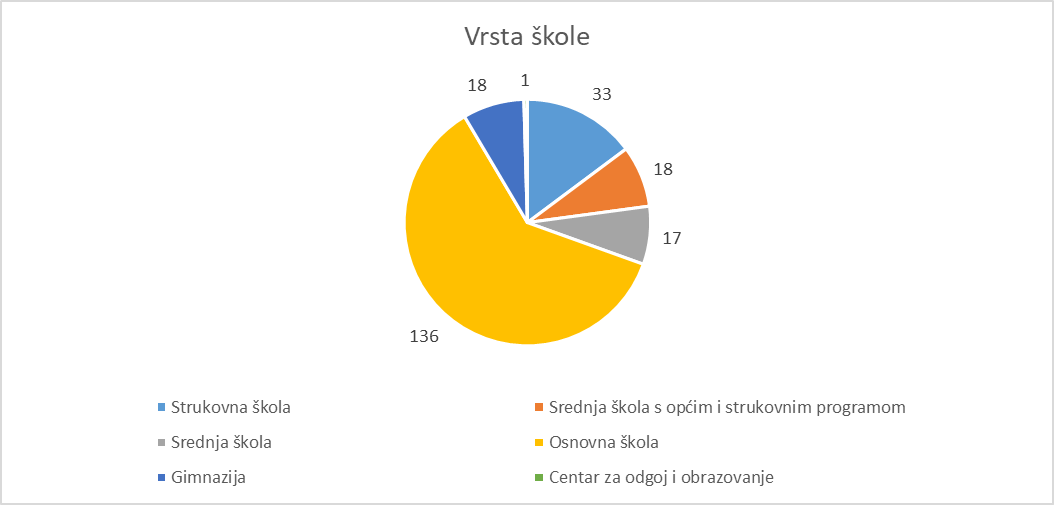 Vrsta škole
18
1
33
18
17
136
Strukovna škola
Srednja škola s općim i strukovnim programom
Srednja škola
Osnovna škola
Gimnazija
Centar za odgoj i obrazovanje